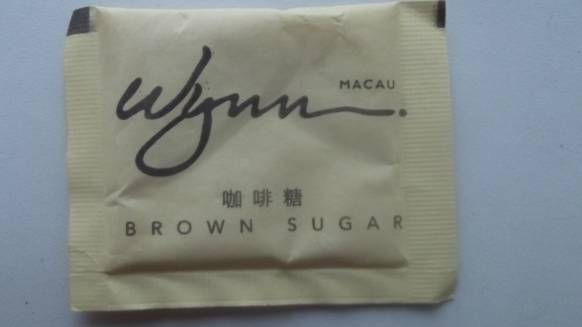 MACAU
Wynn.
咖啡糖
BROWN SUGAR